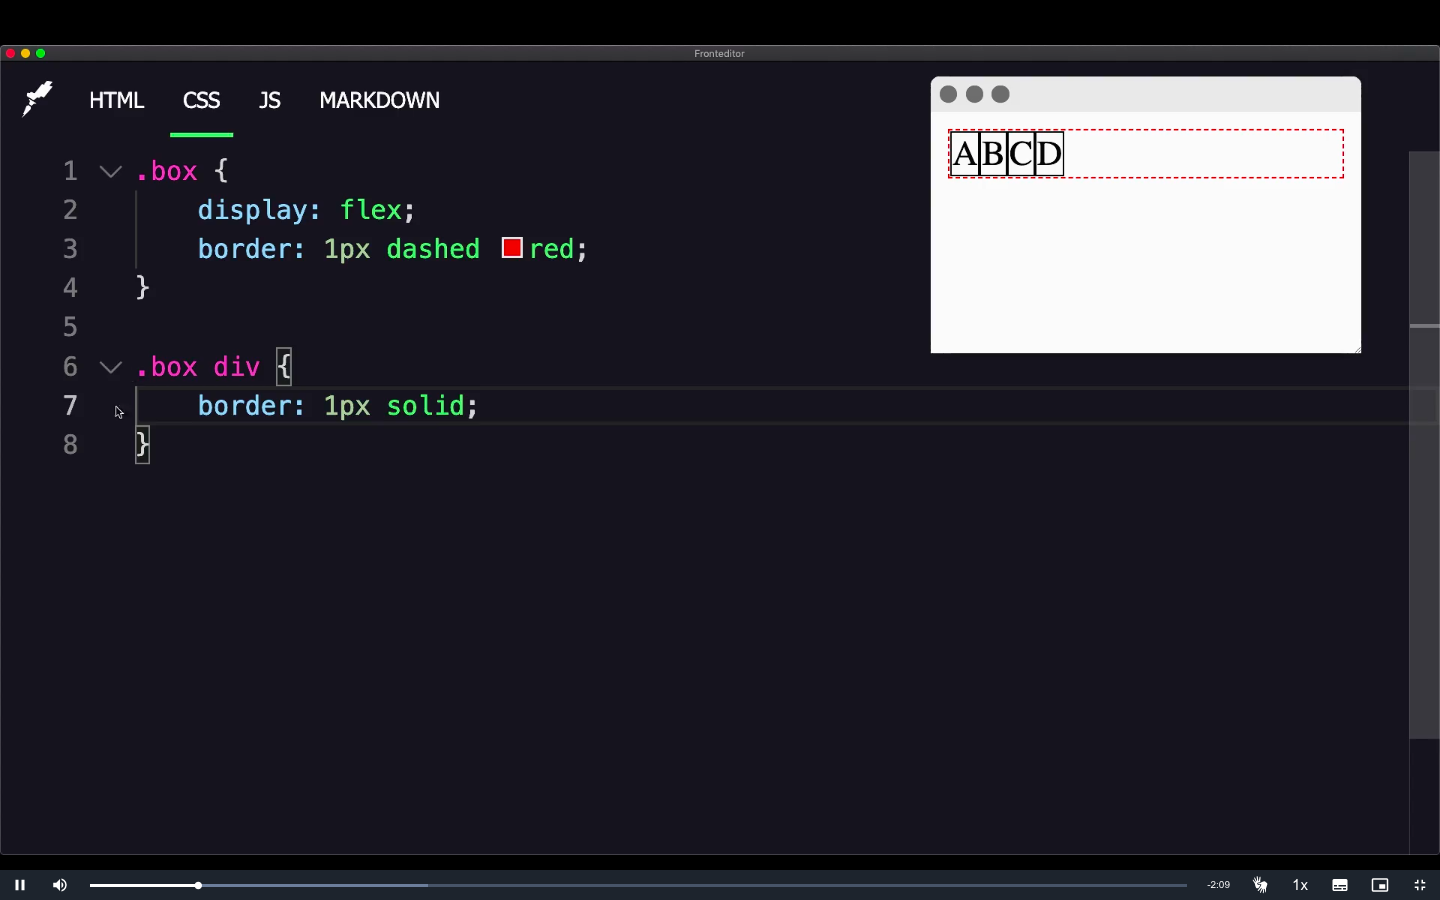 Fronteditor
HTML CSS JS MARKDOWN
1 .box {
2 display: flex;
3 border: 1px dashed red;
4 }
5
6 .box div {
7 border: 1px solid;
8 }
ABCD
-2:09 1x